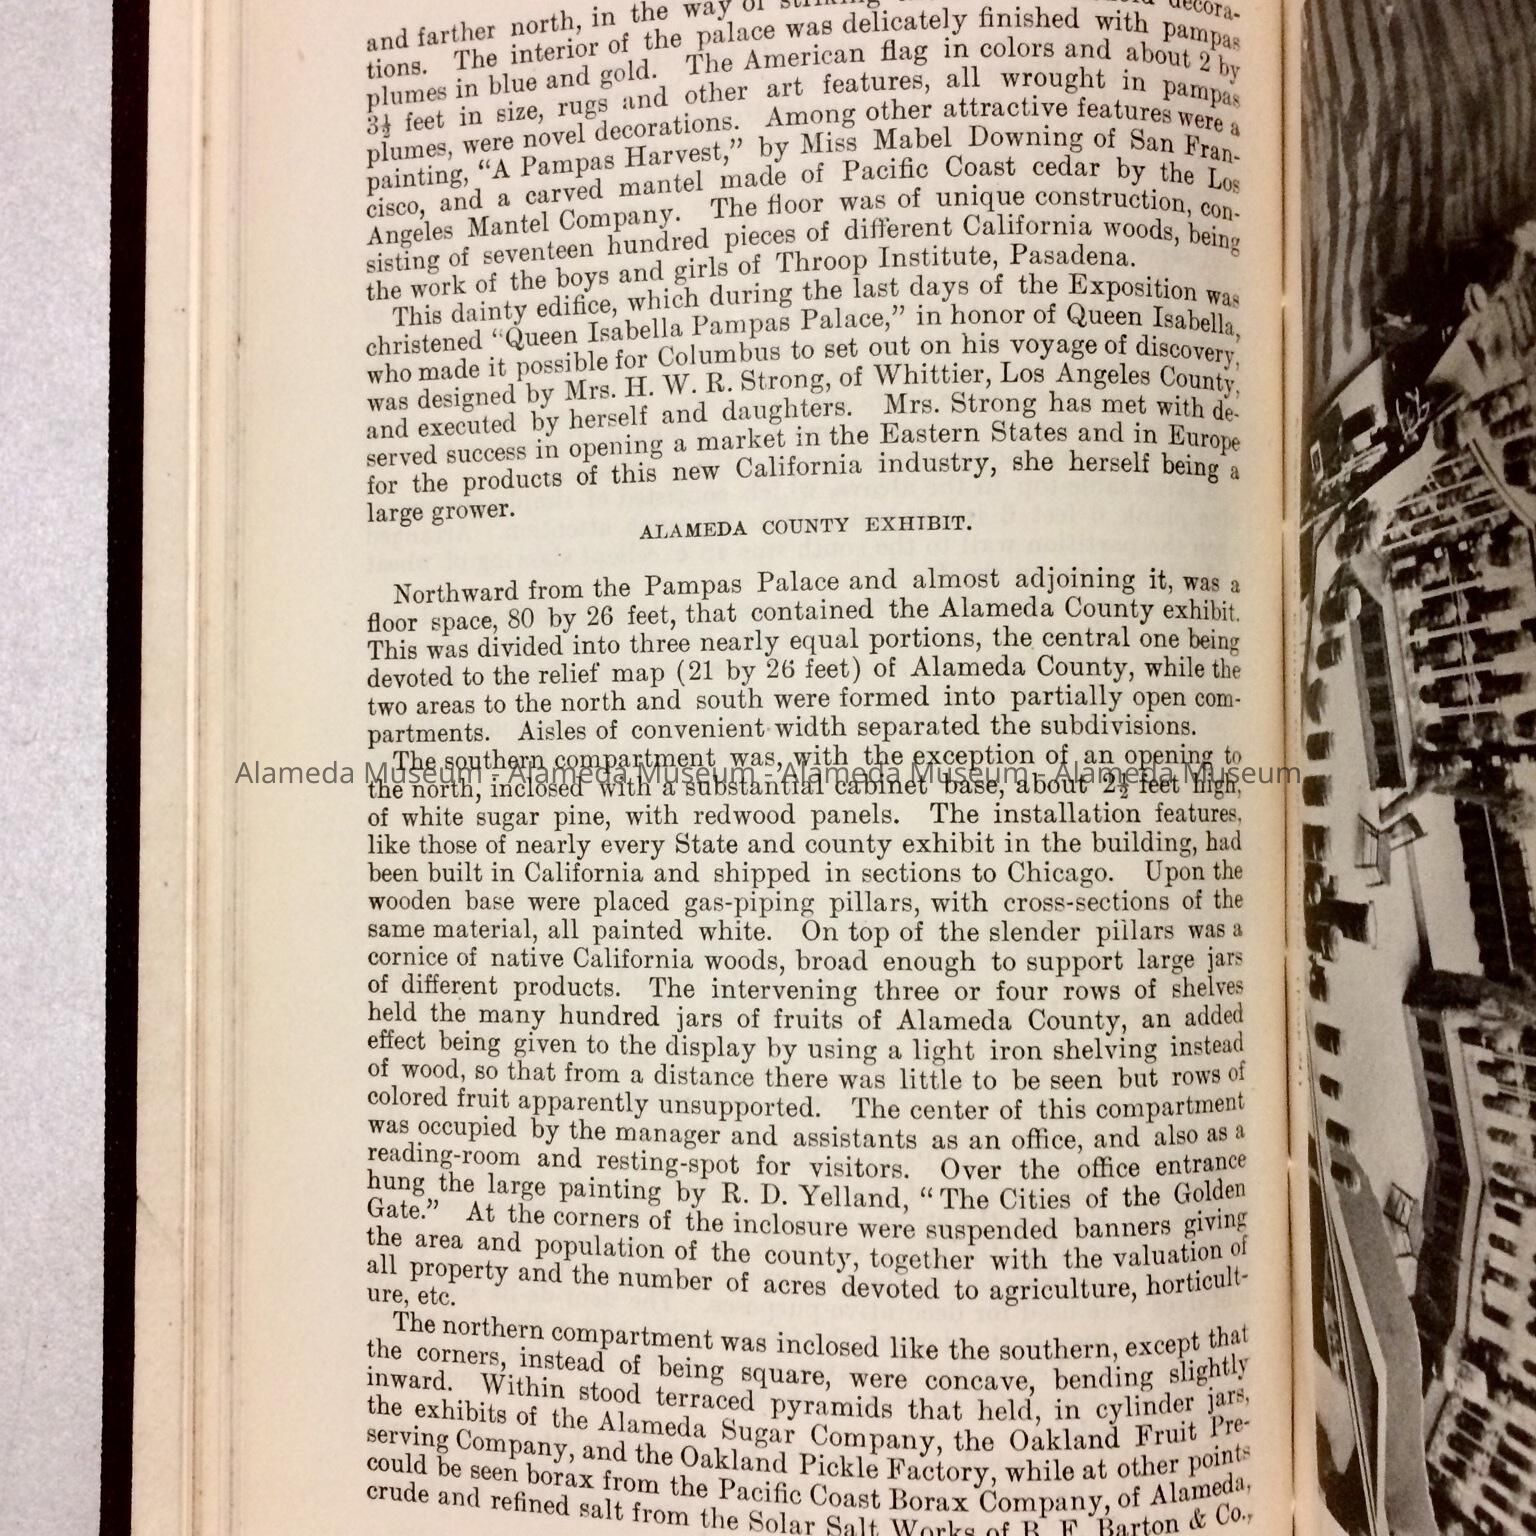 and farther north, in the way of striking decora-
tions. The interior of the palace was delicately finished with pampas
plumes in blue and gold. The American flag in colors and about 2 by
3½ feet in size, rugs and other art features, all wrought in pampas
plumes, were novel decorations. Among other attractive features were a
painting, “A Pampas Harvest,” by Miss Mabel Downing of San Fran-
cisco, and a carved mantel made of Pacific Coast cedar by the Los
Angeles Mantel Company. The floor was of unique construction, con-
sisting of seventeen hundred pieces of different California woods, being
the work of the boys and girls of Throop Institute, Pasadena.
This dainty edifice, which during the last days of the Exposition was
christened “Queen Isabella Pampas Palace,” in honor of Queen Isabella,
who made it possible for Columbus to set out on his voyage of discovery,
was designed by Mrs. H. W. R. Strong, of Whittier, Los Angeles County,
and executed by herself and daughters. Mrs. Strong has met with de-
served success in opening a market in the Eastern States and in Europe
for the products of this new California industry, she herself being a
large grower.
ALAMEDA COUNTY EXHIBIT.
Northward from the Pampas Palace and almost adjoining it, was a
floor space, 80 by 26 feet, that contained the Alameda County exhibit.
This was divided into three nearly equal portions, the central one being
devoted to the relief map (21 by 26 feet) of Alameda County, while the
two areas to the north and south were formed into partially open com-
partments. Aisles of convenient width separated the subdivisions.
The southern compartment was, with the exception of an opening to
Alameda Museum - Alameda Museum - Alameda Museum - Alameda Museum
the north, inclosed with a substantial cabinet base, about 2½ feet high,
of white sugar pine, with redwood panels. The installation features,
like those of nearly every State and county exhibit in the building, had
been built in California and shipped in sections to Chicago. Upon the
wooden base were placed gas-piping pillars, with cross-sections of the
same material, all painted white. On top of the slender pillars was a
cornice of native California woods, broad enough to support large jars
of different products. The intervening three or four rows of shelves
held the many hundred jars of fruits of Alameda County, an added
effect being given to the display by using a light iron shelving instead
of wood, so that from a distance there was little to be seen but rows of
colored fruit apparently unsupported. The center of this compartment
was occupied by the manager and assistants as an office, and also as a
reading-room and resting-spot for visitors. Over the office entrance
hung the large painting by R. D. Yelland, “The Cities of the Golden
Gate.” At the corners of the inclosure were suspended banners giving
the area and population of the county, together with the valuation of
all property and the number of acres devoted to agriculture, horticult-
ure, etc.
The northern compartment was inclosed like the southern, except that
the corners, instead of being square, were concave, bending slightly
inward. Within stood terraced pyramids that held, in cylinder jars,
the exhibits of the Alameda Sugar Company, the Oakland Fruit Pre-
serving Company, and the Oakland Pickle Factory, while at other points
could be seen borax from the Pacific Coast Borax Company, of Alameda,
crude and refined salt from the Solar Salt Works of B. F. Barton & Co.,